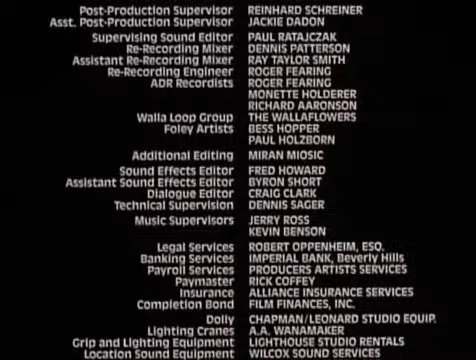 Post-Production Supervisor REINHARD SCHREINER
Asst. Post-Production Supervisor JACKIE DADON
Supervising Sound Editor PAUL RATAJCZAK
Re-Recording Mixer DENNIS PATTERSON
Assistant Re-Recording Mixer RAY TAYLOR SMITH
Re-Recording Engineer ROGER FEARING
ADR Recordists ROGER FEARING
MONETTE HOLDERER
RICHARD AARONSON
Walla Loop Group THE WALLAFLOWERS
Foley Artists BESS HOPPER
PAUL HOLZBORN
Additional Editing MIRAN MIOSIC
Sound Effects Editor FRED HOWARD
Assistant Sound Effects Editor BYRON SHORT
Dialogue Editor CRAIG CLARK
Technical Supervision DENNIS SAGER
Music Supervisors JERRY ROSS
KEVIN BENSON
Legal Services ROBERT OPPENHEIM, ESQ.
Banking Services IMPERIAL BANK, Beverly Hills
Payroll Services PRODUCERS ARTISTS SERVICES
Paymaster RICK COFFEY
Insurance ALLIANCE INSURANCE SERVICES
Completion Bond FILM FINANCES, INC.
Dolly CHAPMAN/LEONARD STUDIO EQUIP.
Lighting Cranes A.A. WANAMAKER
Grip and Lighting Equipment LIGHTHOUSE STUDIO RENTALS
Location Sound Equipment WILCOX SOUND SERVICES